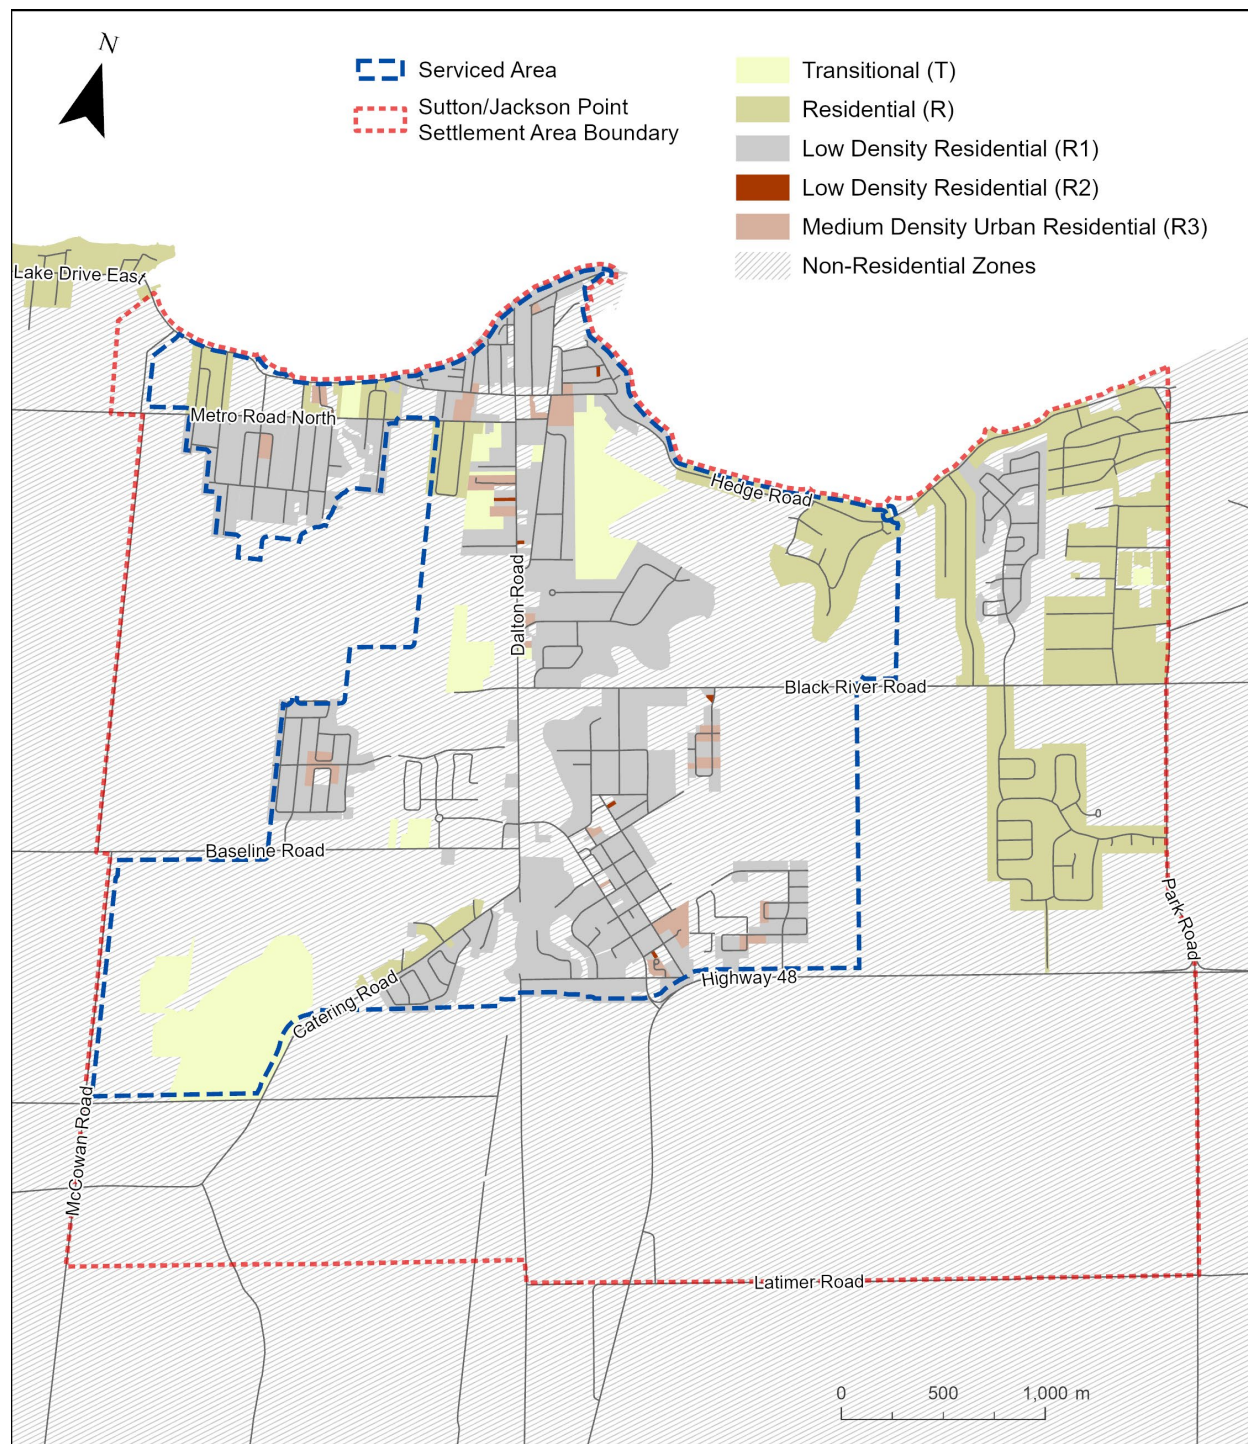 N
Serviced Area
Sutton/Jackson Point
Settlement Area Boundary
Transitional (T)
Residential (R)
Low Density Residential (R1)
Low Density Residential (R2)
Medium Density Urban Residential (R3)
Non-Residential Zones
Lake Drive East
Metro Road North
Hedge Road
Dalton Road
Black River Road
Baseline Road
Park Road
Highway 48
Catering Road
McCowan Road
Latimer Road
0 500 1,000 m